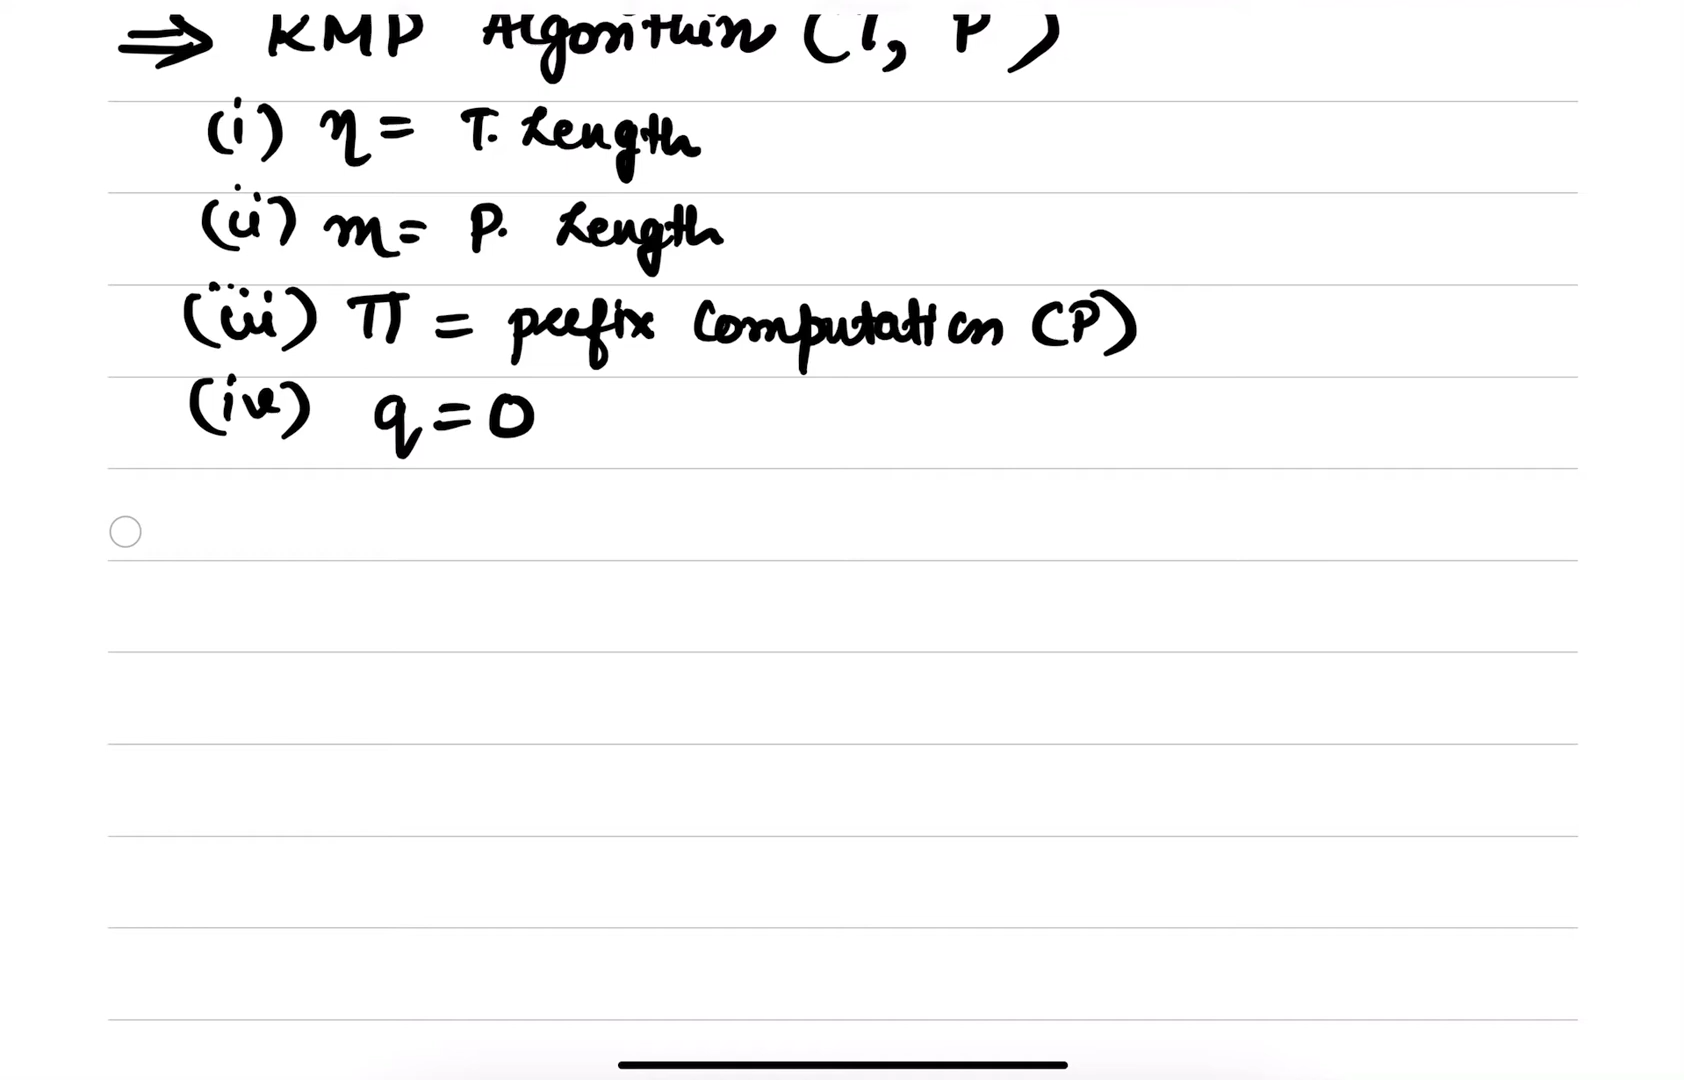 ⇒ KMP Algorithm (T, P)
(i) n = T. Length
(ii) m = P. Length
(iii) π = prefix Computation (P)
(iv) q = 0